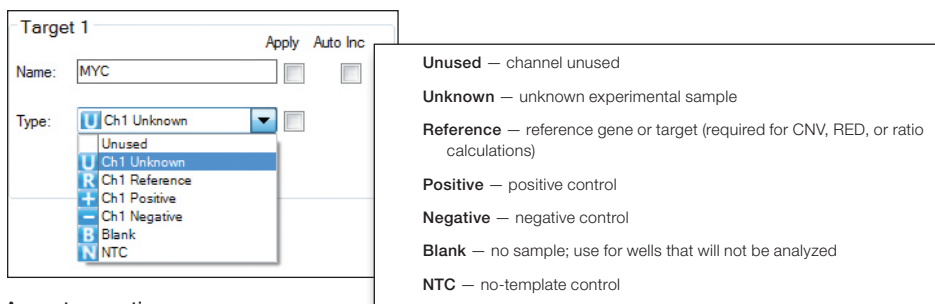 Target 1
Apply Auto Inc
Name: MYC
Type: U Ch1 Unknown
Unused
U Ch1 Unknown
R Ch1 Reference
+ Ch1 Positive
− Ch1 Negative
B Blank
N NTC
Unused — channel unused
Unknown — unknown experimental sample
Reference — reference gene or target (required for CNV, RED, or ratio
calculations)
Positive — positive control
Negative — negative control
Blank — no sample; use for wells that will not be analyzed
NTC — no-template control